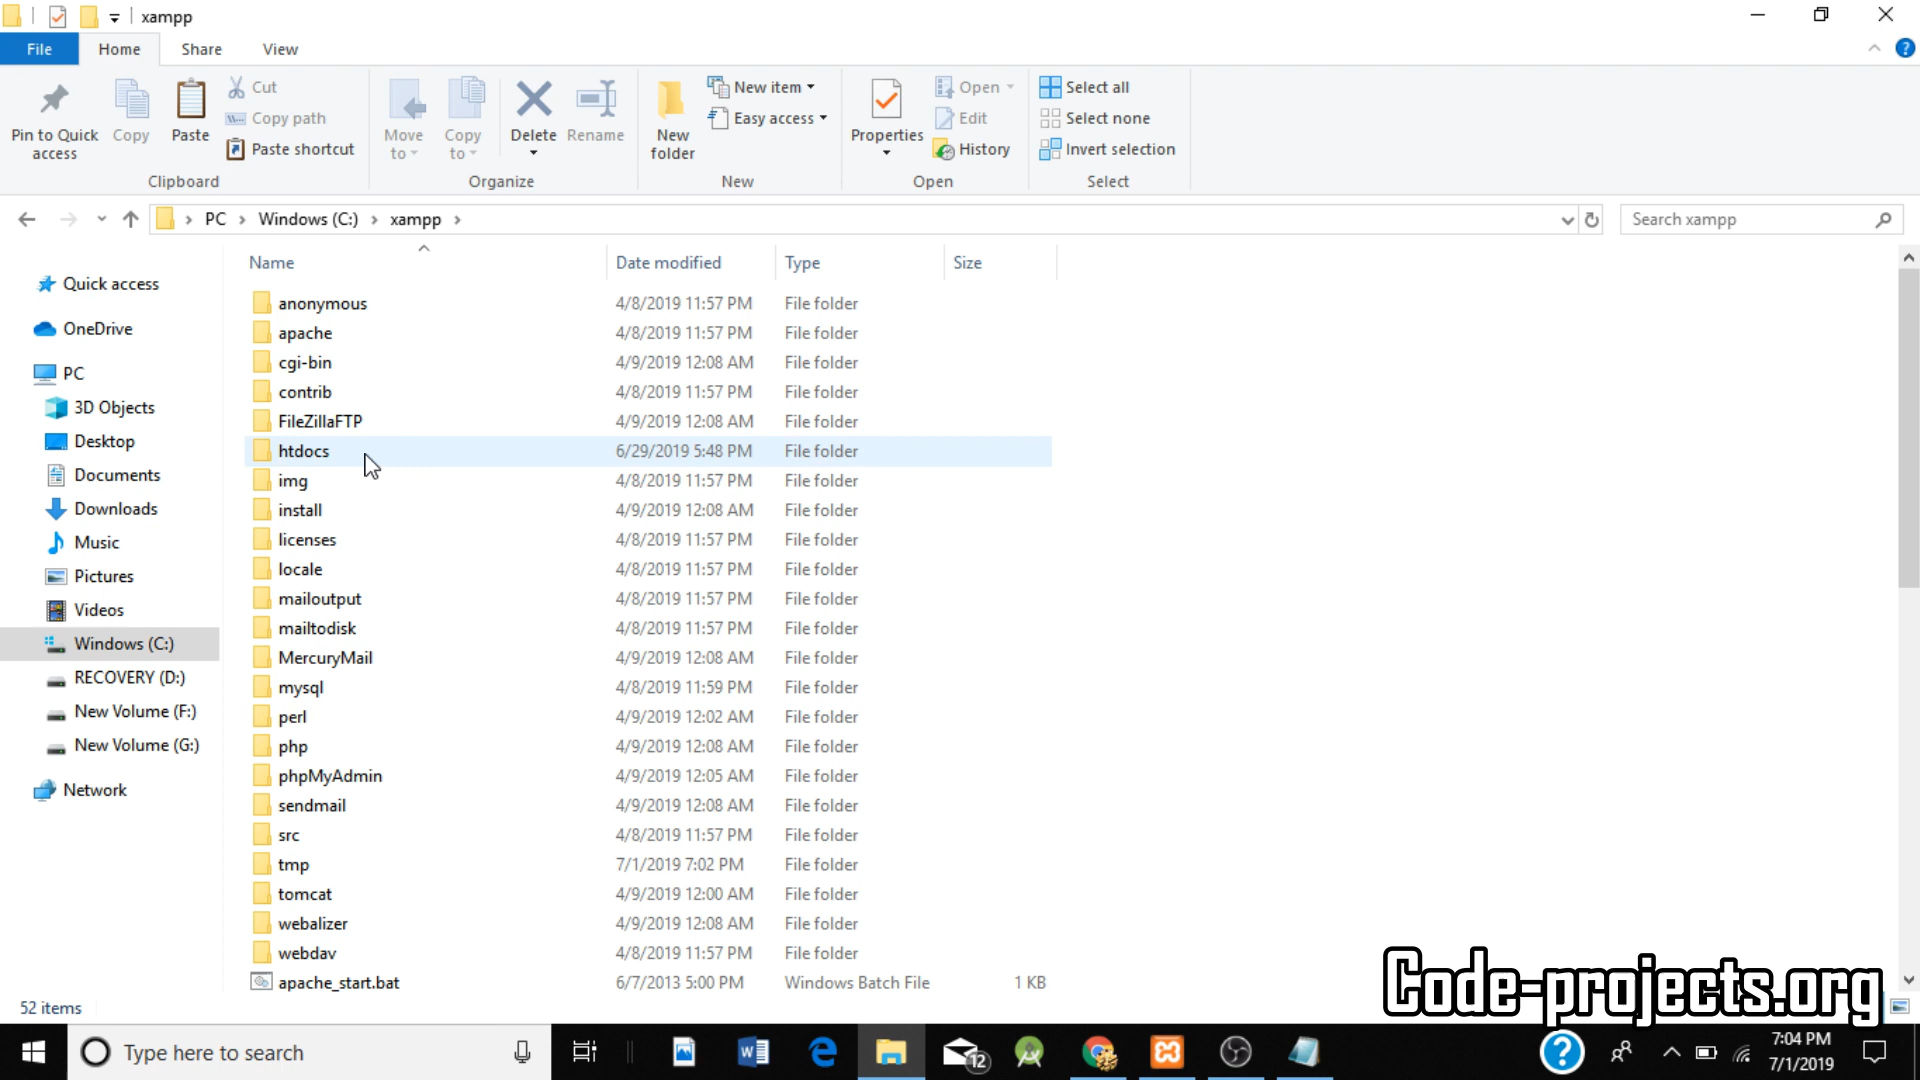 xampp
File Home Share View
Pin to Quick access
Copy
Paste
Cut
Copy path
Paste shortcut
Clipboard
Move to
Copy to
Delete
Rename
Organize
New folder
New item
Easy access
New
Properties
Open
Edit
History
Open
Select all
Select none
Invert selection
Select
PC Windows (C:) xampp
Search xampp
Name Date modified Type Size
Quick access
OneDrive
PC
3D Objects
Desktop
Documents
Downloads
Music
Pictures
Videos
Windows (C:)
RECOVERY (D:)
New Volume (F:)
New Volume (G:)
Network
anonymous 4/8/2019 11:57 PM File folder
apache 4/8/2019 11:57 PM File folder
cgi-bin 4/9/2019 12:08 AM File folder
contrib 4/8/2019 11:57 PM File folder
FileZillaFTP 4/9/2019 12:08 AM File folder
htdocs 6/29/2019 5:48 PM File folder
img 4/8/2019 11:57 PM File folder
install 4/9/2019 12:08 AM File folder
licenses 4/8/2019 11:57 PM File folder
locale 4/8/2019 11:57 PM File folder
mailoutput 4/8/2019 11:57 PM File folder
mailtodisk 4/8/2019 11:57 PM File folder
MercuryMail 4/9/2019 12:08 AM File folder
mysql 4/8/2019 11:59 PM File folder
perl 4/9/2019 12:02 AM File folder
php 4/9/2019 12:08 AM File folder
phpMyAdmin 4/9/2019 12:05 AM File folder
sendmail 4/9/2019 12:08 AM File folder
src 4/8/2019 11:57 PM File folder
tmp 7/1/2019 7:02 PM File folder
tomcat 4/9/2019 12:00 AM File folder
webalizer 4/9/2019 12:08 AM File folder
webdav 4/8/2019 11:57 PM File folder
apache_start.bat 6/7/2013 5:00 PM Windows Batch File 1 KB
Code-projects.org
52 items
Type here to search
12
7:04 PM
7/1/2019